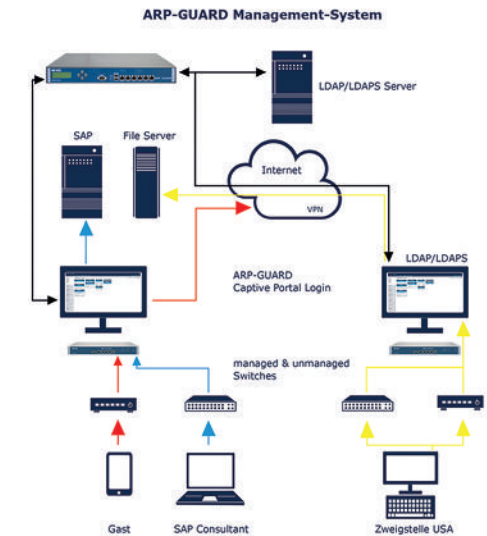 ARP-GUARD Management-System
LDAP/LDAPS Server
SAP
File Server
Internet
VPN
LDAP/LDAPS
ARP-GUARD
Captive Portal Login
managed & unmanaged
Switches
Gast
SAP Consultant
Zweigstelle USA